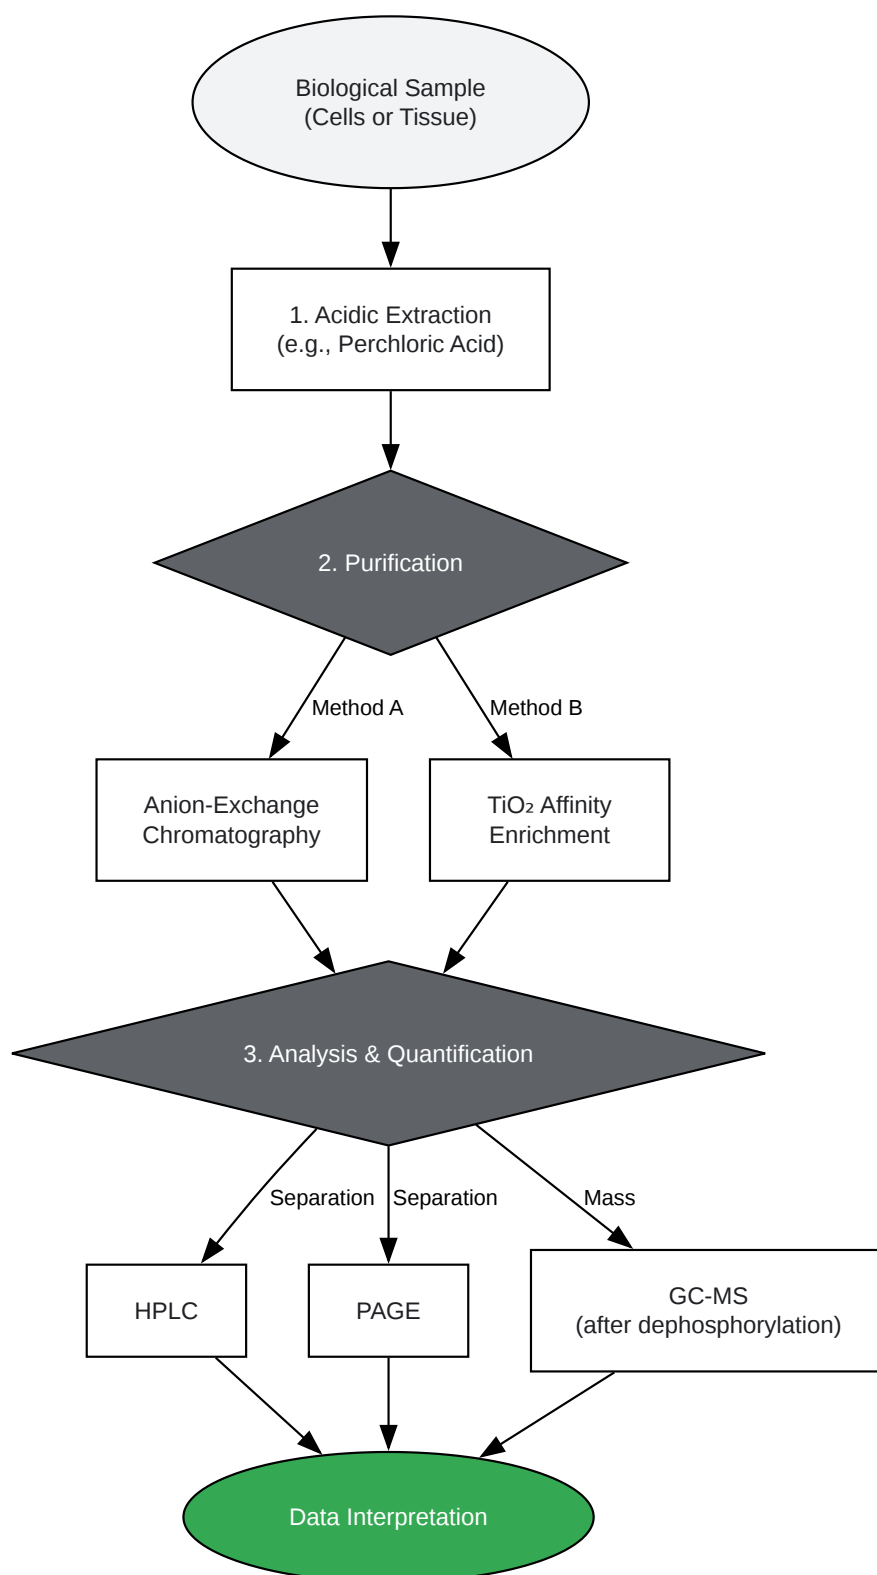 Biological Sample
(Cells or Tissue)
1. Acidic Extraction
(e.g., Perchloric Acid)
2. Purification
Method A
Method B
Anion-Exchange
Chromatography
TiO₂ Affinity
Enrichment
3. Analysis & Quantification
Separation
Separation
Mass
HPLC
PAGE
GC-MS
(after dephosphorylation)
Data Interpretation